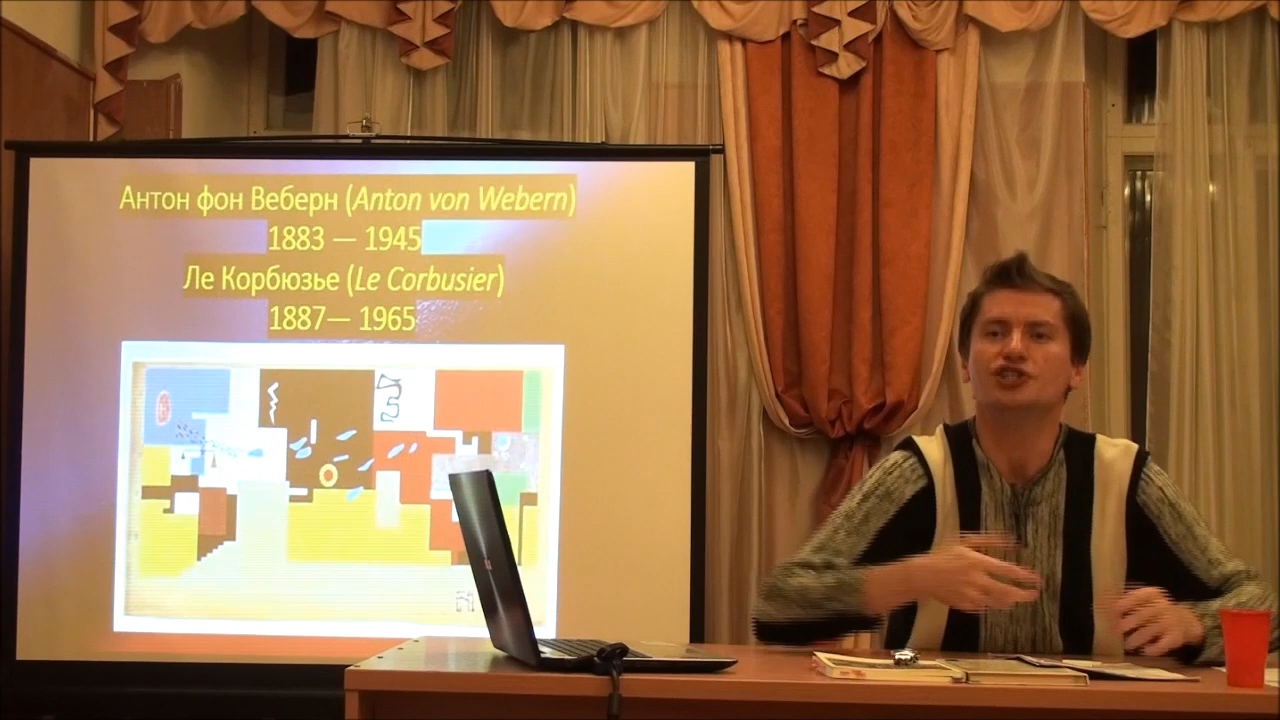 Антон фон Веберн (Anton von Webern)
1883 — 1945
Ле Корбюзье (Le Corbusier)
1887— 1965